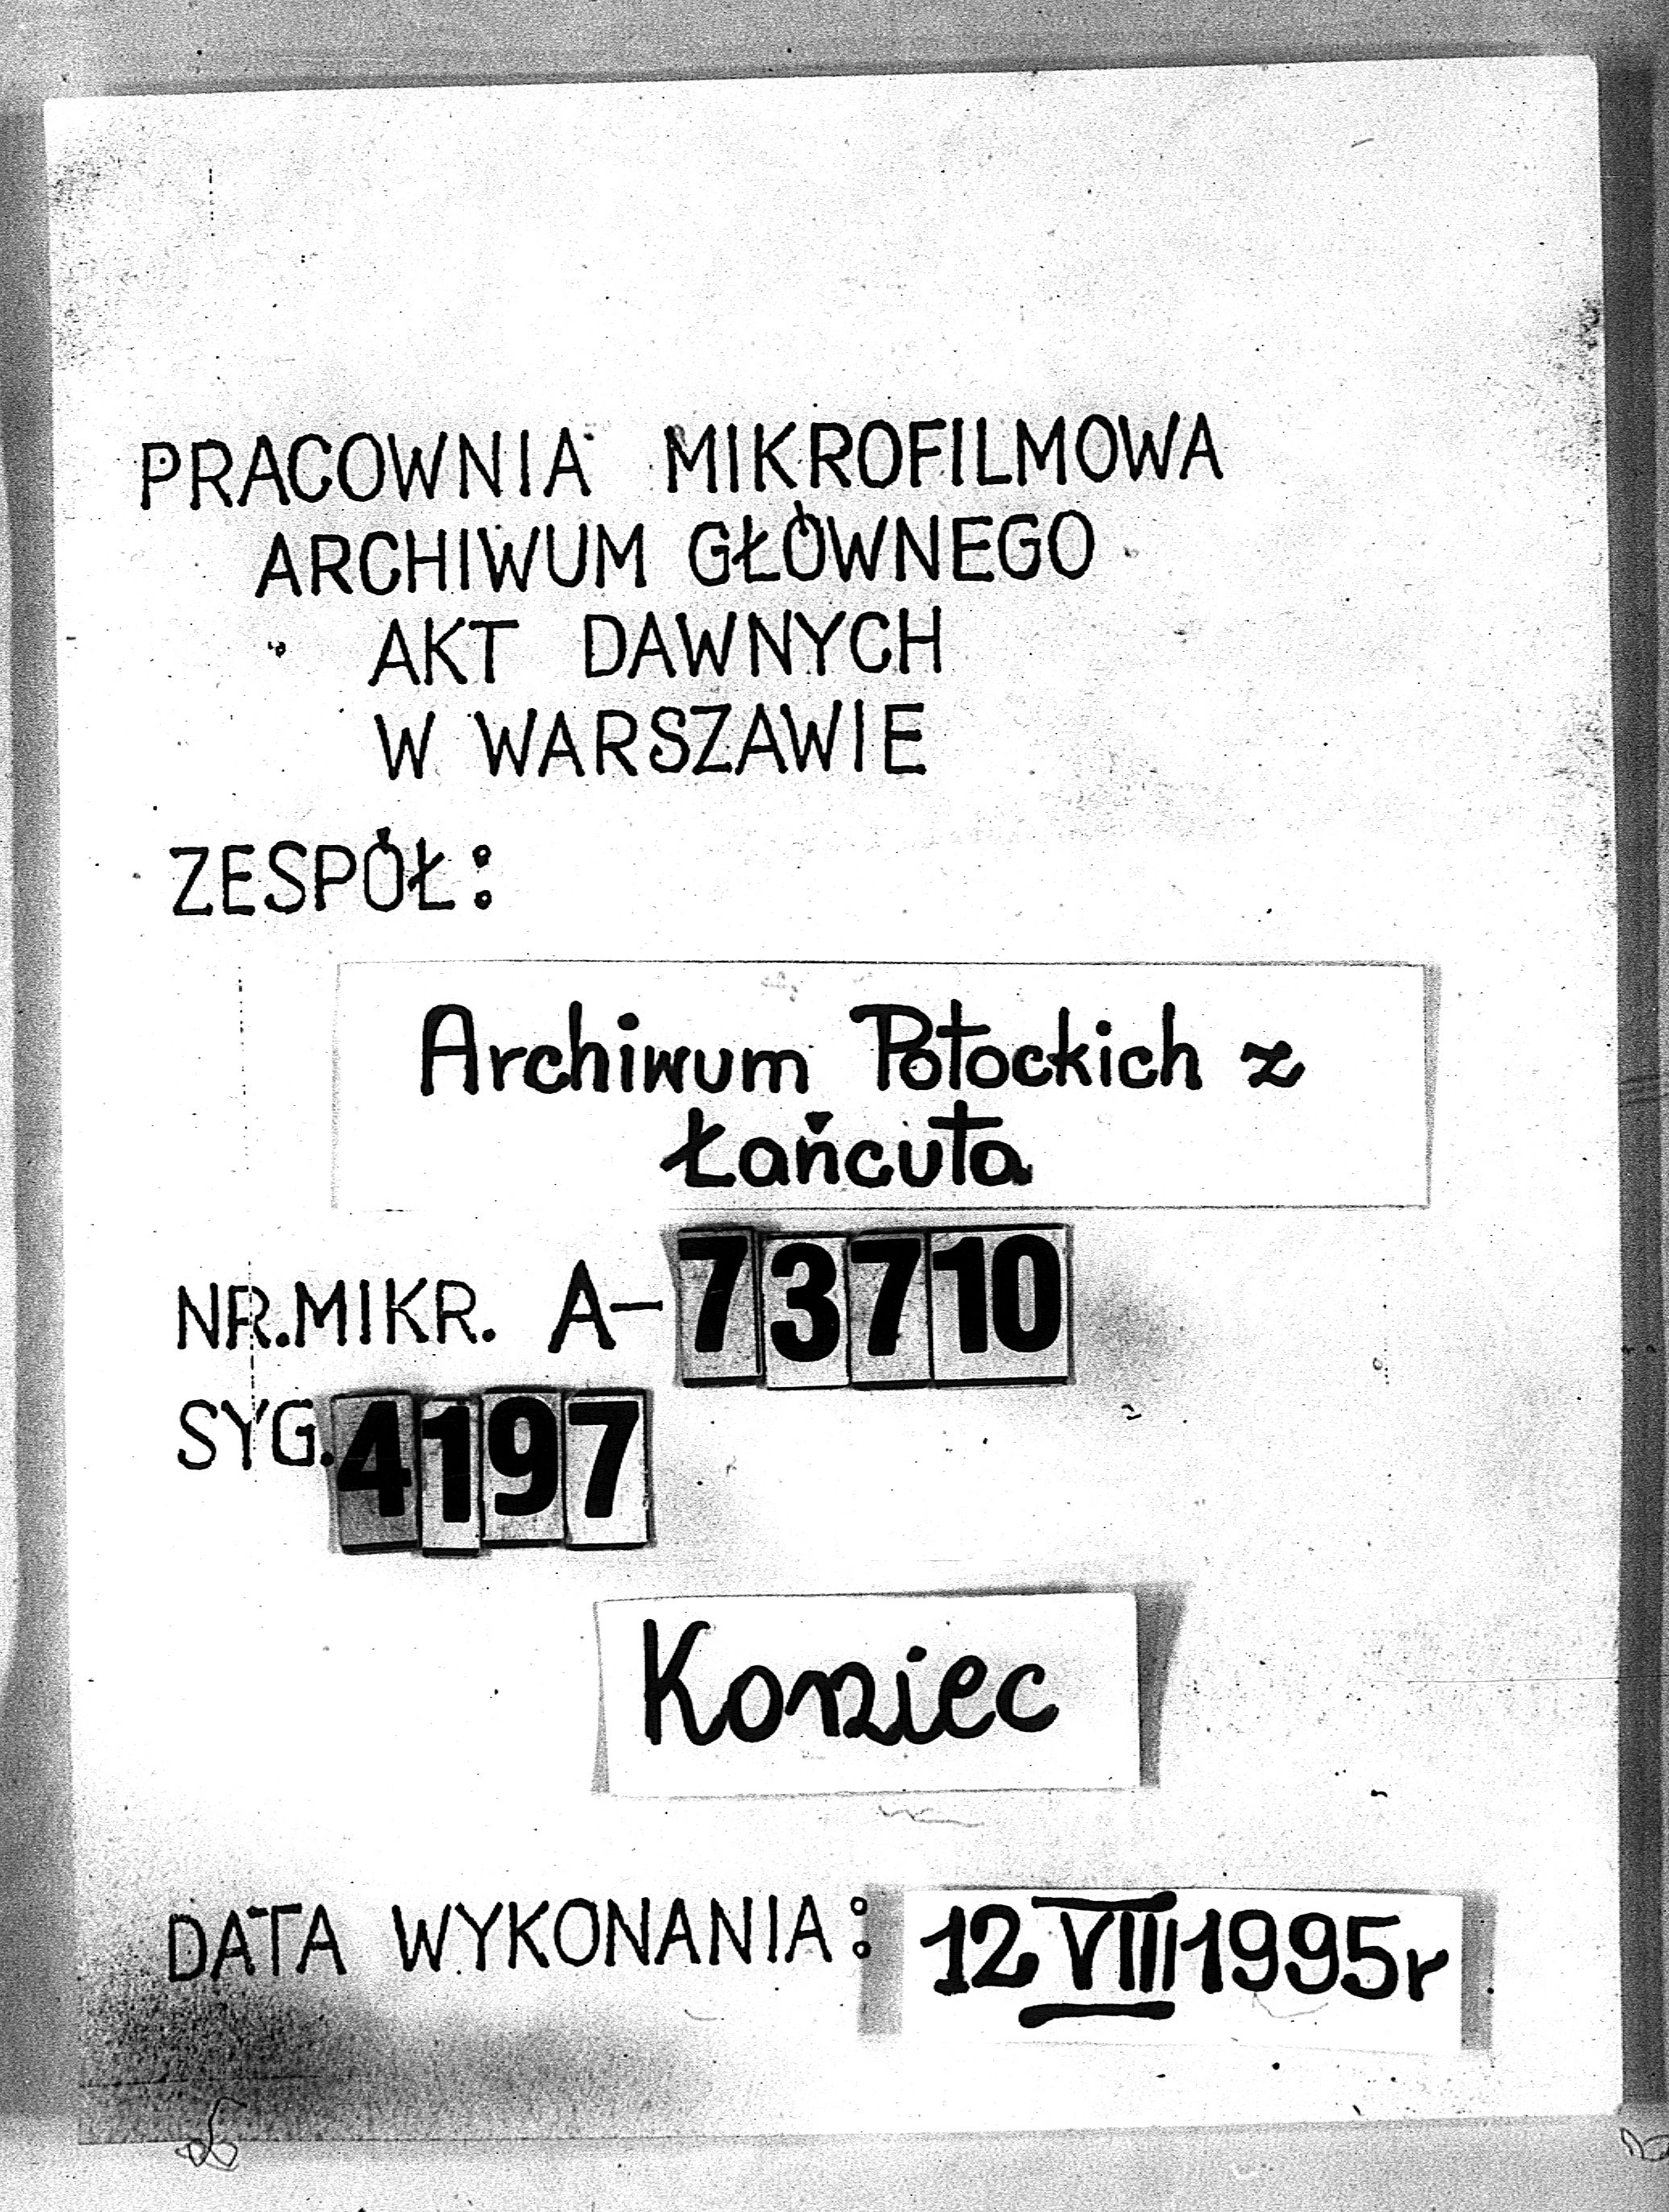 PRACOWNIA MIKROFILMOWA
ARCHIWUM GŁÓWNEGO
AKT DAWNYCH
W WARSZAWIE
ZESPÓŁ:
Archiwum Potockich z
Łańcuta
NR.MIKR. A-73710
SYG.4197
Koniec
DATA WYKONANIA: 12 VIII 1995r